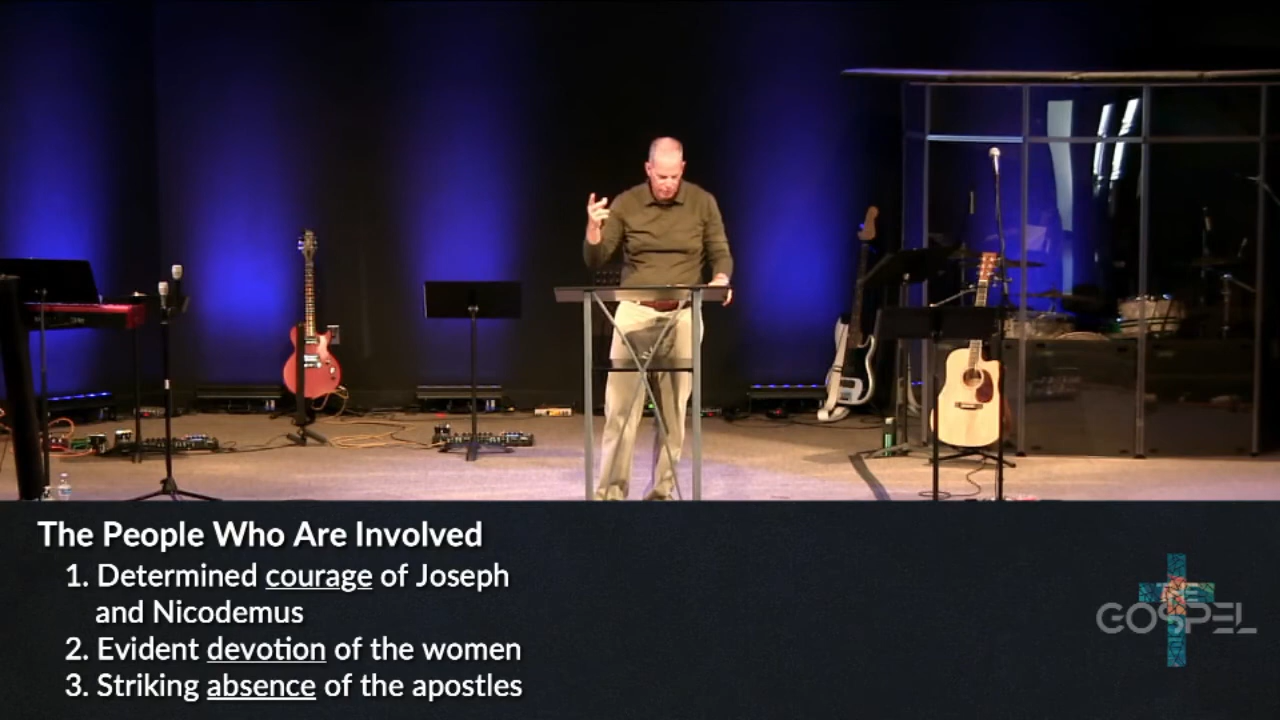 The People Who Are Involved
1. Determined courage of Joseph
and Nicodemus
2. Evident devotion of the women
3. Striking absence of the apostles
THE
GOSPEL